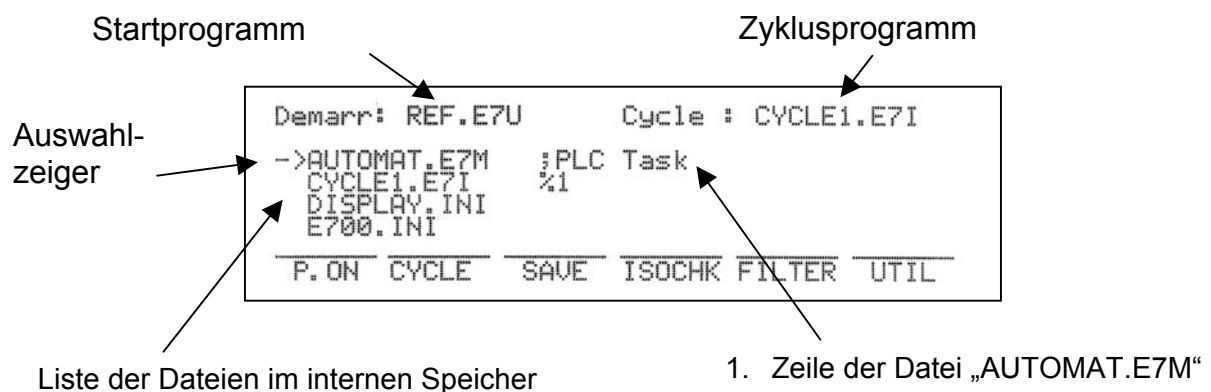 Startprogramm Zyklusprogramm
Demarr: REF.E7U Cycle : CYCLE1.E7I
Auswahl-
zeiger
->AUTOMAT.E7M ;PLC Task
CYCLE1.E7I %1
DISPLAY.INI
E700.INI
P.ON CYCLE SAVE ISOCHK FILTER UTIL
Liste der Dateien im internen Speicher 1. Zeile der Datei „AUTOMAT.E7M“